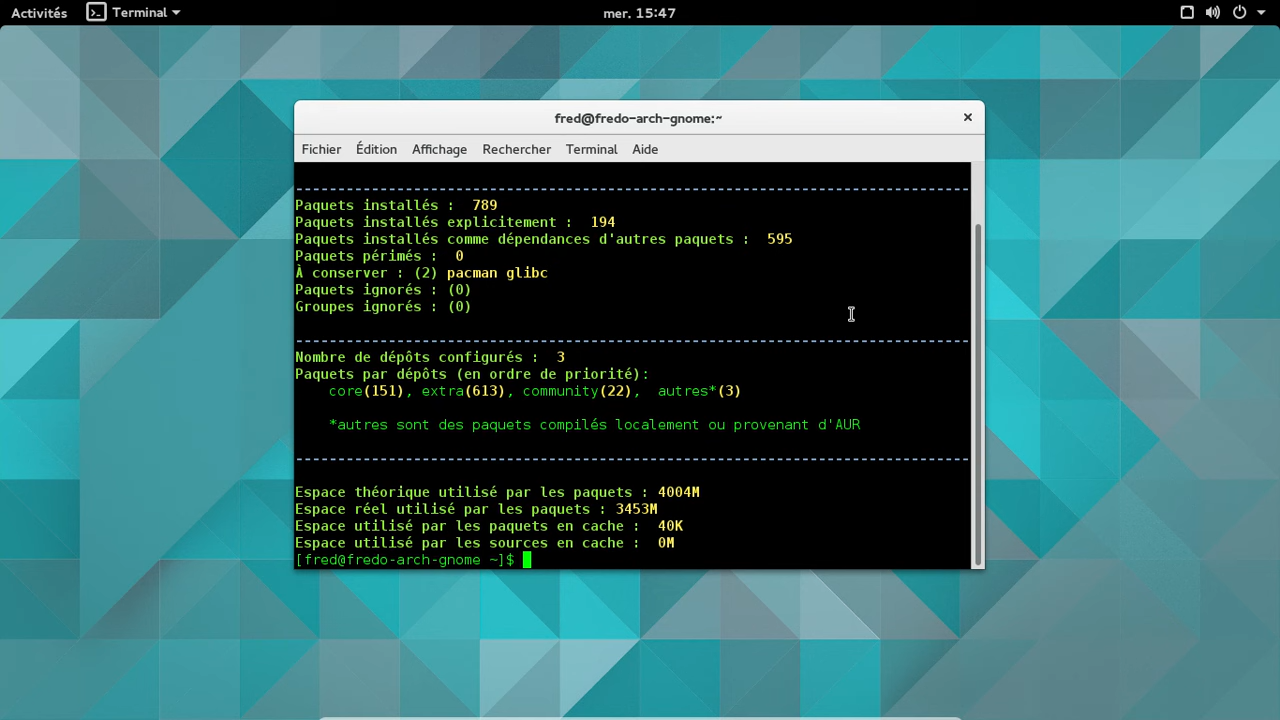 Activités Terminal mer. 15:47
fred@fredo-arch-gnome:~
Fichier Édition Affichage Rechercher Terminal Aide
--------------------------------------------------------------------------------
Paquets installés :  789
Paquets installés explicitement :  194
Paquets installés comme dépendances d'autres paquets :  595
Paquets périmés :  0
À conserver : (2) pacman glibc
Paquets ignorés : (0)
Groupes ignorés : (0)
--------------------------------------------------------------------------------
Nombre de dépôts configurés :  3
Paquets par dépôts (en ordre de priorité):
core(151), extra(613), community(22),  autres*(3)
*autres sont des paquets compilés localement ou provenant d'AUR
--------------------------------------------------------------------------------
Espace théorique utilisé par les paquets : 4004M
Espace réel utilisé par les paquets : 3453M
Espace utilisé par les paquets en cache :  40K
Espace utilisé par les sources en cache :  0M
[fred@fredo-arch-gnome ~]$